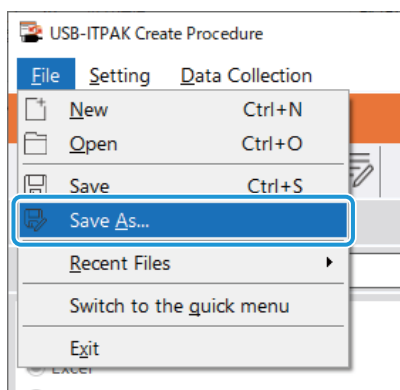 USB-ITPAK Create Procedure
File Setting Data Collection
New Ctrl+N
Open Ctrl+O
Save Ctrl+S
Save As...
Recent Files
Switch to the quick menu
Exit
Excel